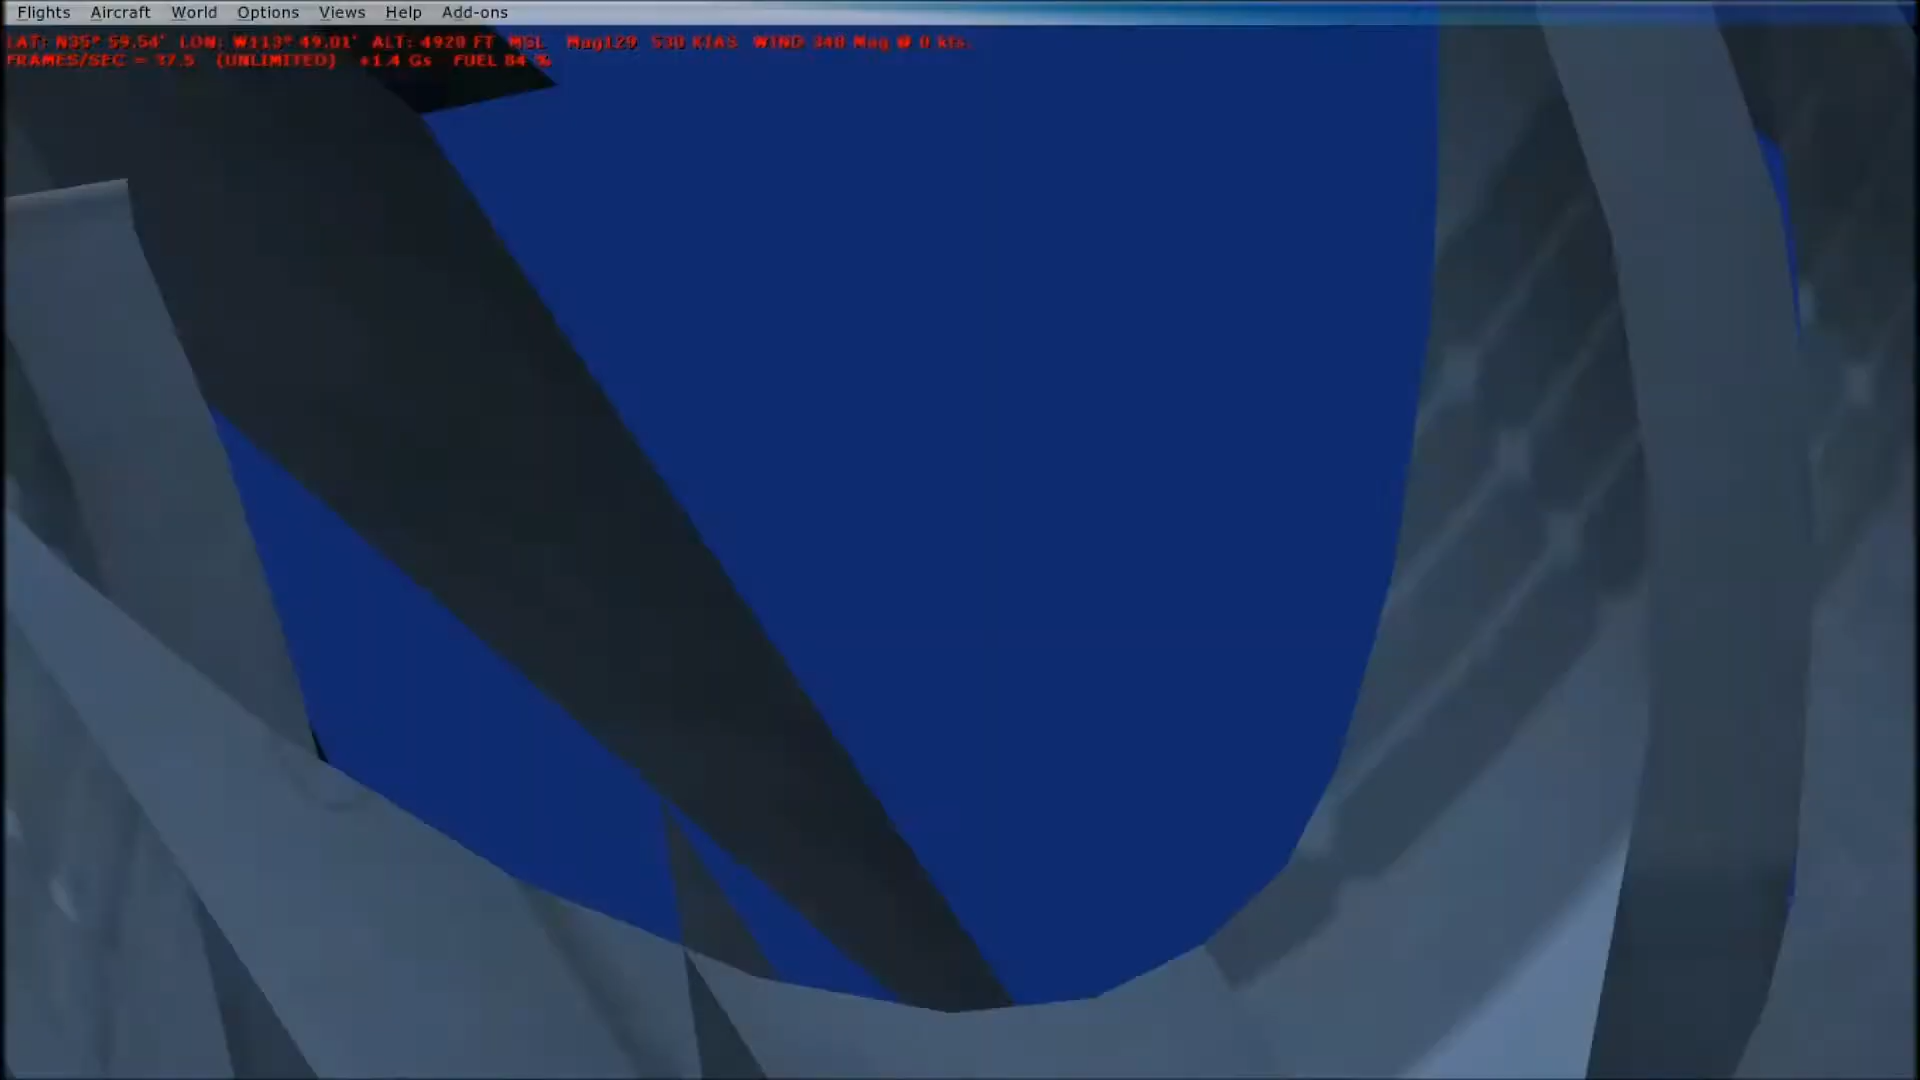 Flights Aircraft World Options Views Help Add-ons
LAT: N35° 59.54' LON: W113° 49.01' ALT: 4920 FT MSL Mag129 530 KIAS WIND 340 Mag @ 0 kts.
FRAMES/SEC = 37.5 (UNLIMITED) +1.4 Gs FUEL 84 %